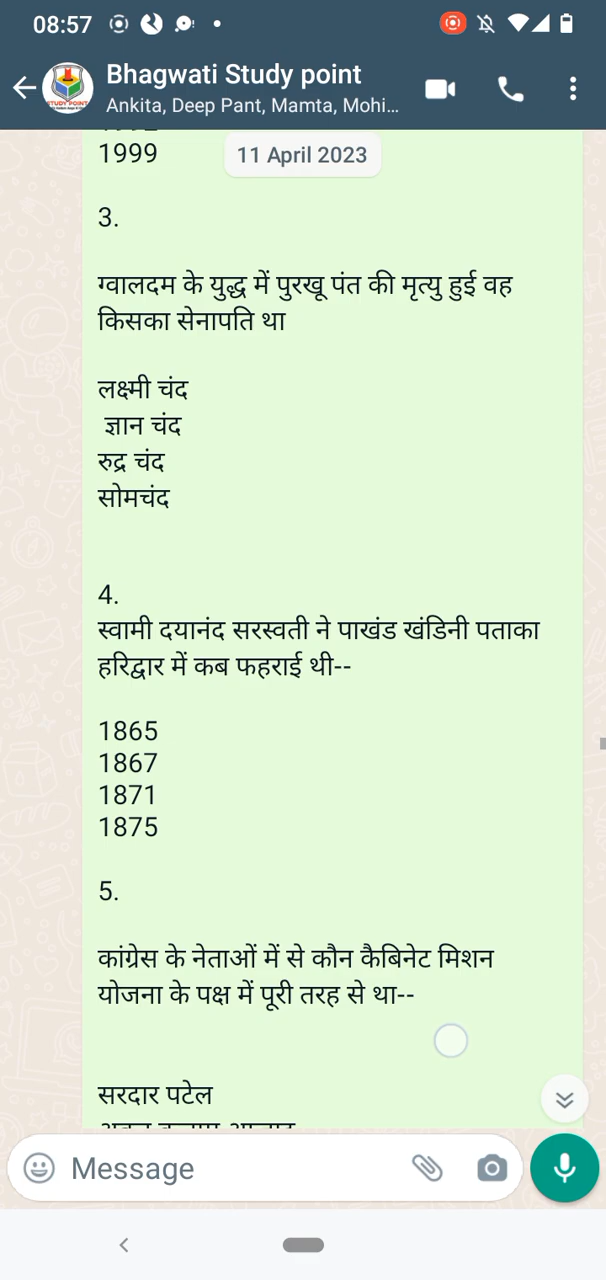 08:57
Bhagwati Study point
Ankita, Deep Pant, Mamta, Mohi...
11 April 2023
1999
3.
ग्वालदम के युद्ध में पुरखू पंत की मृत्यु हुई वह
किसका सेनापति था
लक्ष्मी चंद
ज्ञान चंद
रुद्र चंद
सोमचंद
4.
स्वामी दयानंद सरस्वती ने पाखंड खंडिनी पताका
हरिद्वार में कब फहराई थी--
1865
1867
1871
1875
5.
कांग्रेस के नेताओं में से कौन कैबिनेट मिशन
योजना के पक्ष में पूरी तरह से था--
सरदार पटेल
Message